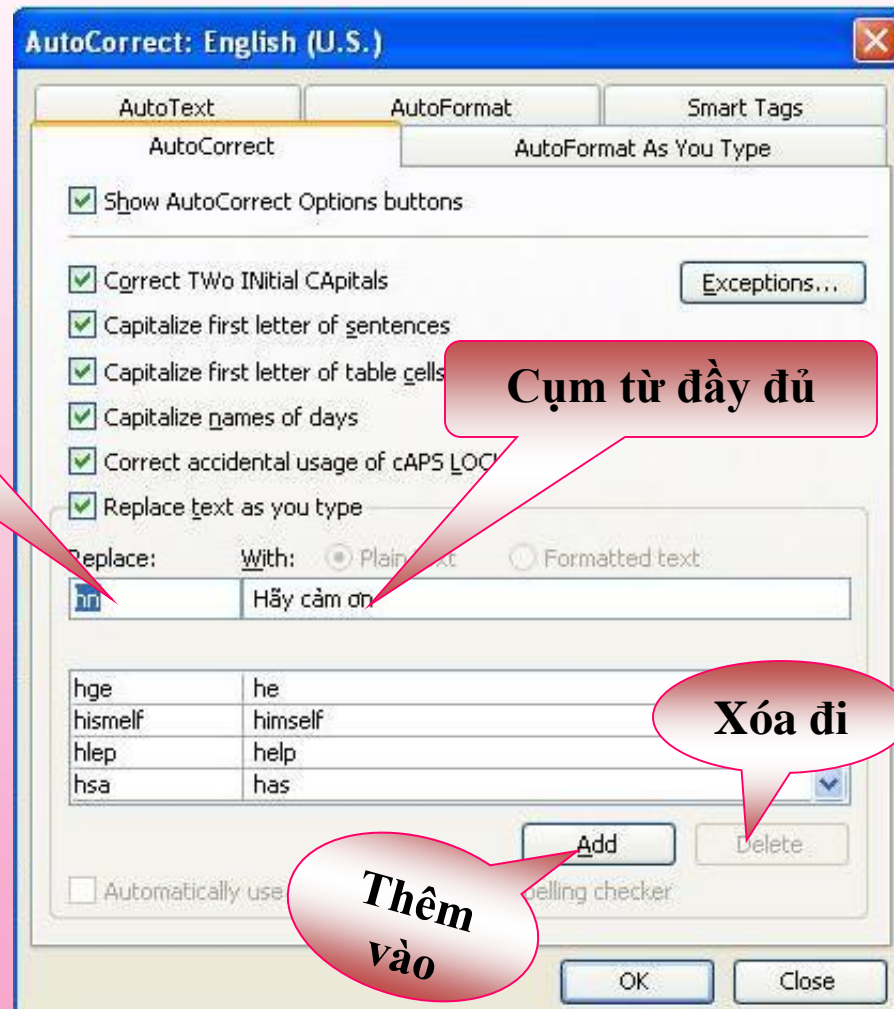 AutoCorrect: English (U.S.)
AutoText AutoFormat Smart Tags
AutoCorrect AutoFormat As You Type
Show AutoCorrect Options buttons
Correct TWo INitial CApitals Exceptions...
Capitalize first letter of sentences
Capitalize first letter of table cells
Cụm từ đầy đủ
Capitalize names of days
Correct accidental usage of cAPS
Replace text as you type
Replace: With: Plain Formatted text
hn Hãy cảm ơn
hge he
hismelf himself
hlep help
hsa has
Xóa đi
Add Delete
Automatically use checker
Thêm
vào
OK Close